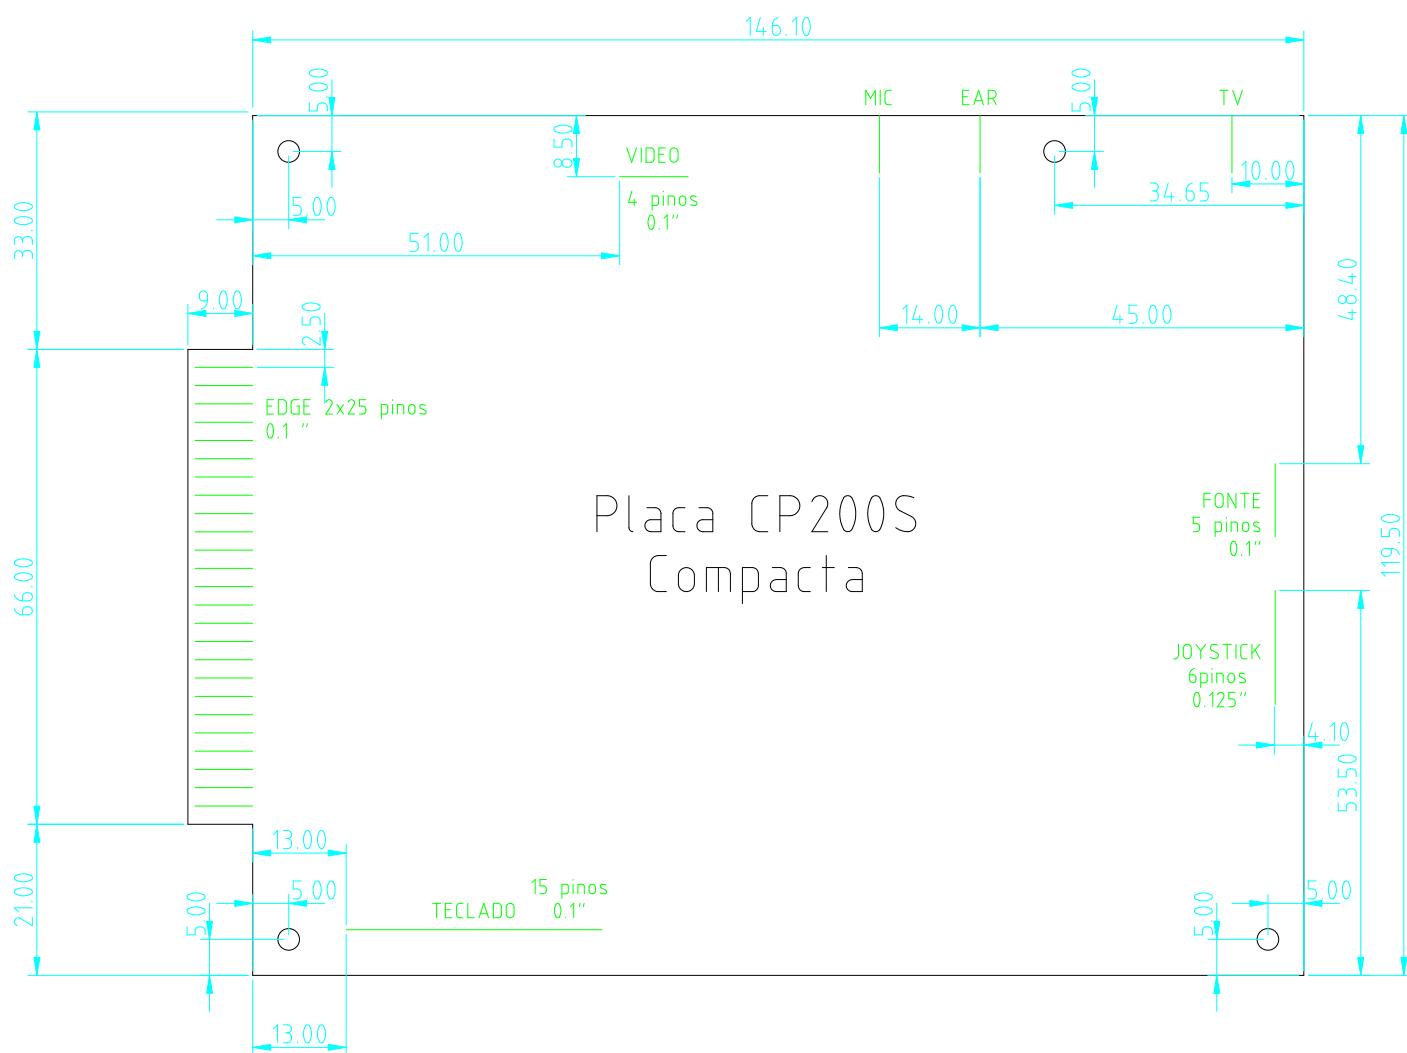 146.10
5.00
MIC
EAR
5.00
TV
8.50
VIDEO
4 pinos
0.1"
10.00
34.65
5.00
33.00
51.00
48.40
9.00
2.50
14.00
45.00
EDGE 2x25 pinos
0.1 "
Placa CP200S
Compacta
FONTE
5 pinos
0.1"
119.50
66.00
JOYSTICK
6pinos
0.125"
4.10
53.50
13.00
21.00
5.00
5.00
15 pinos
TECLADO 0.1"
5.00
5.00
13.00